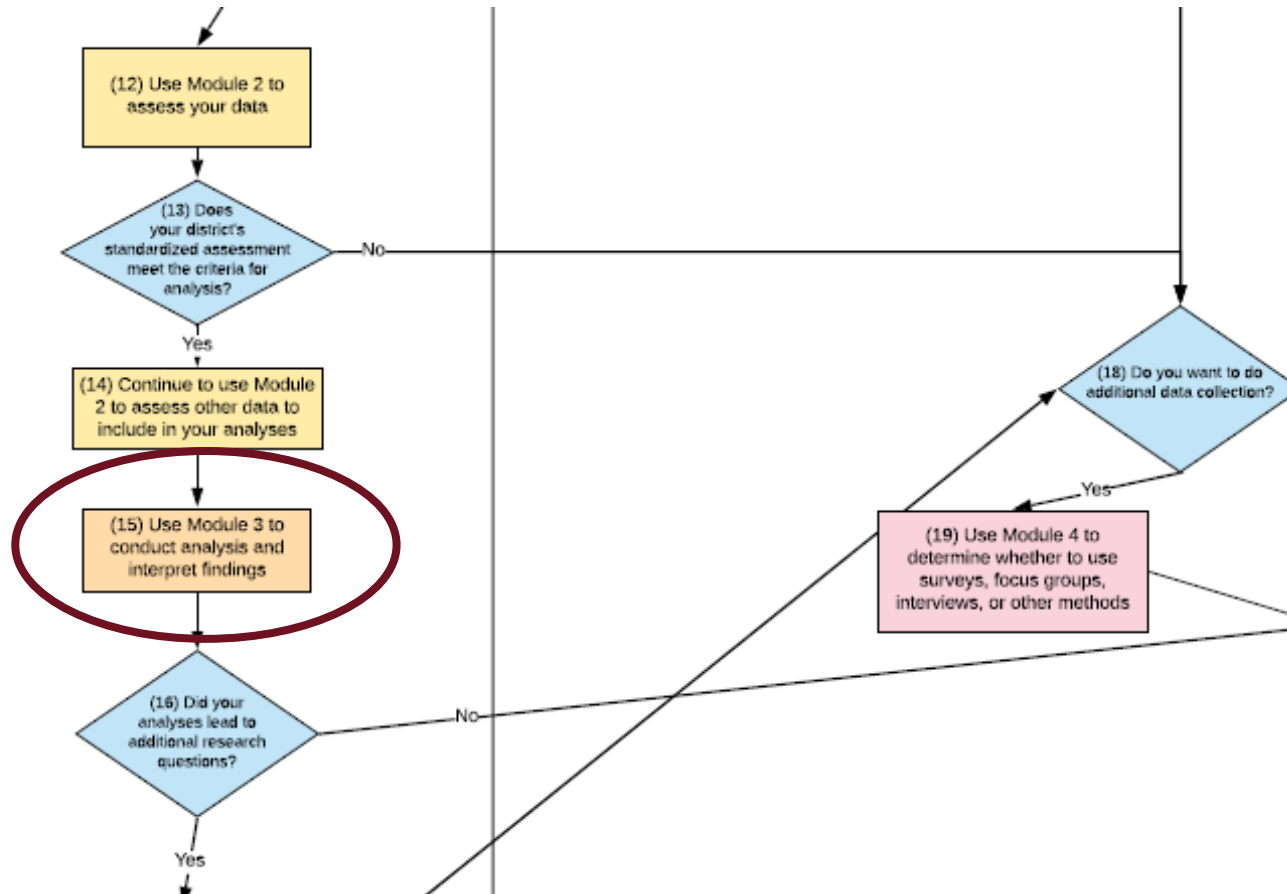 (12) Use Module 2 to
assess your data
(13) Does
your district's
standardized assessment
meet the criteria for
analysis?
No
Yes
(14) Continue to use Module
2 to assess other data to
include in your analyses
(15) Use Module 3 to
conduct analysis and
interpret findings
(16) Did your
analyses lead to
additional research
questions?
No
Yes
(18) Do you want to do
additional data collection?
Yes
(19) Use Module 4 to
determine whether to use
surveys, focus groups,
interviews, or other methods